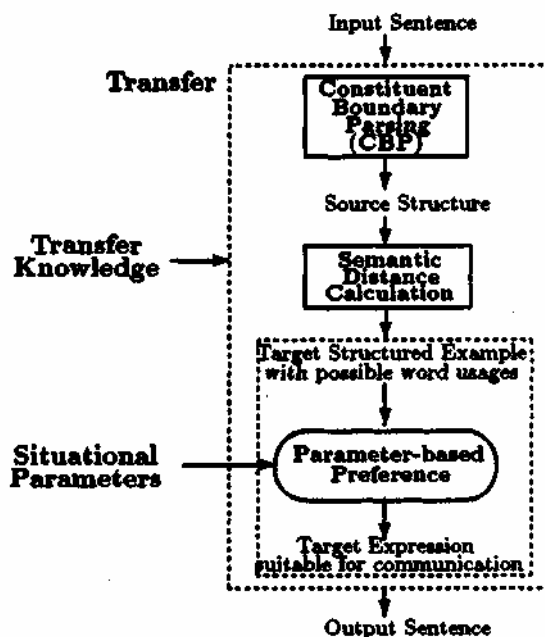 Input Sentence
Transfer
Constituent
Boundary
Parsing
(CBP)
Source Structure
Transfer
Knowledge
Semantic
Distance
Calculation
Target Structured Example
with possible word usages
Situational
Parameters
Parameter-based
Preference
Target Expression
suitable for communication
Output Sentence